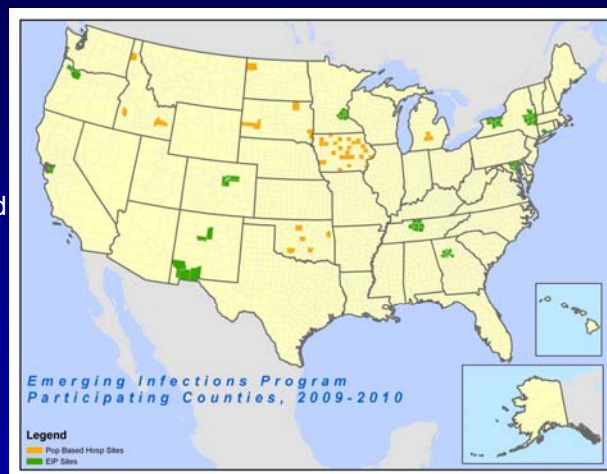 d
Emerging Infections Program
Participating Counties, 2009-2010
Legend
Pop Based Hosp Sites
EIP Sites